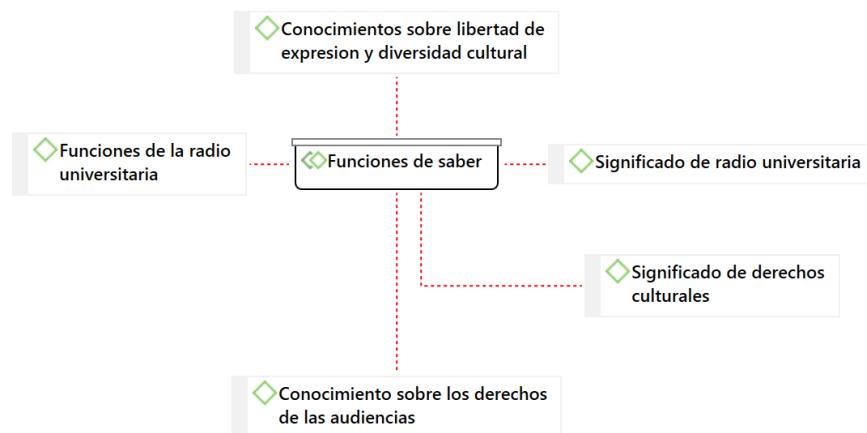 Conocimientos sobre libertad de
expresion y diversidad cultural
Funciones de la radio
universitaria
Funciones de saber
Significado de radio universitaria
Significado de derechos
culturales
Conocimiento sobre los derechos
de las audiencias